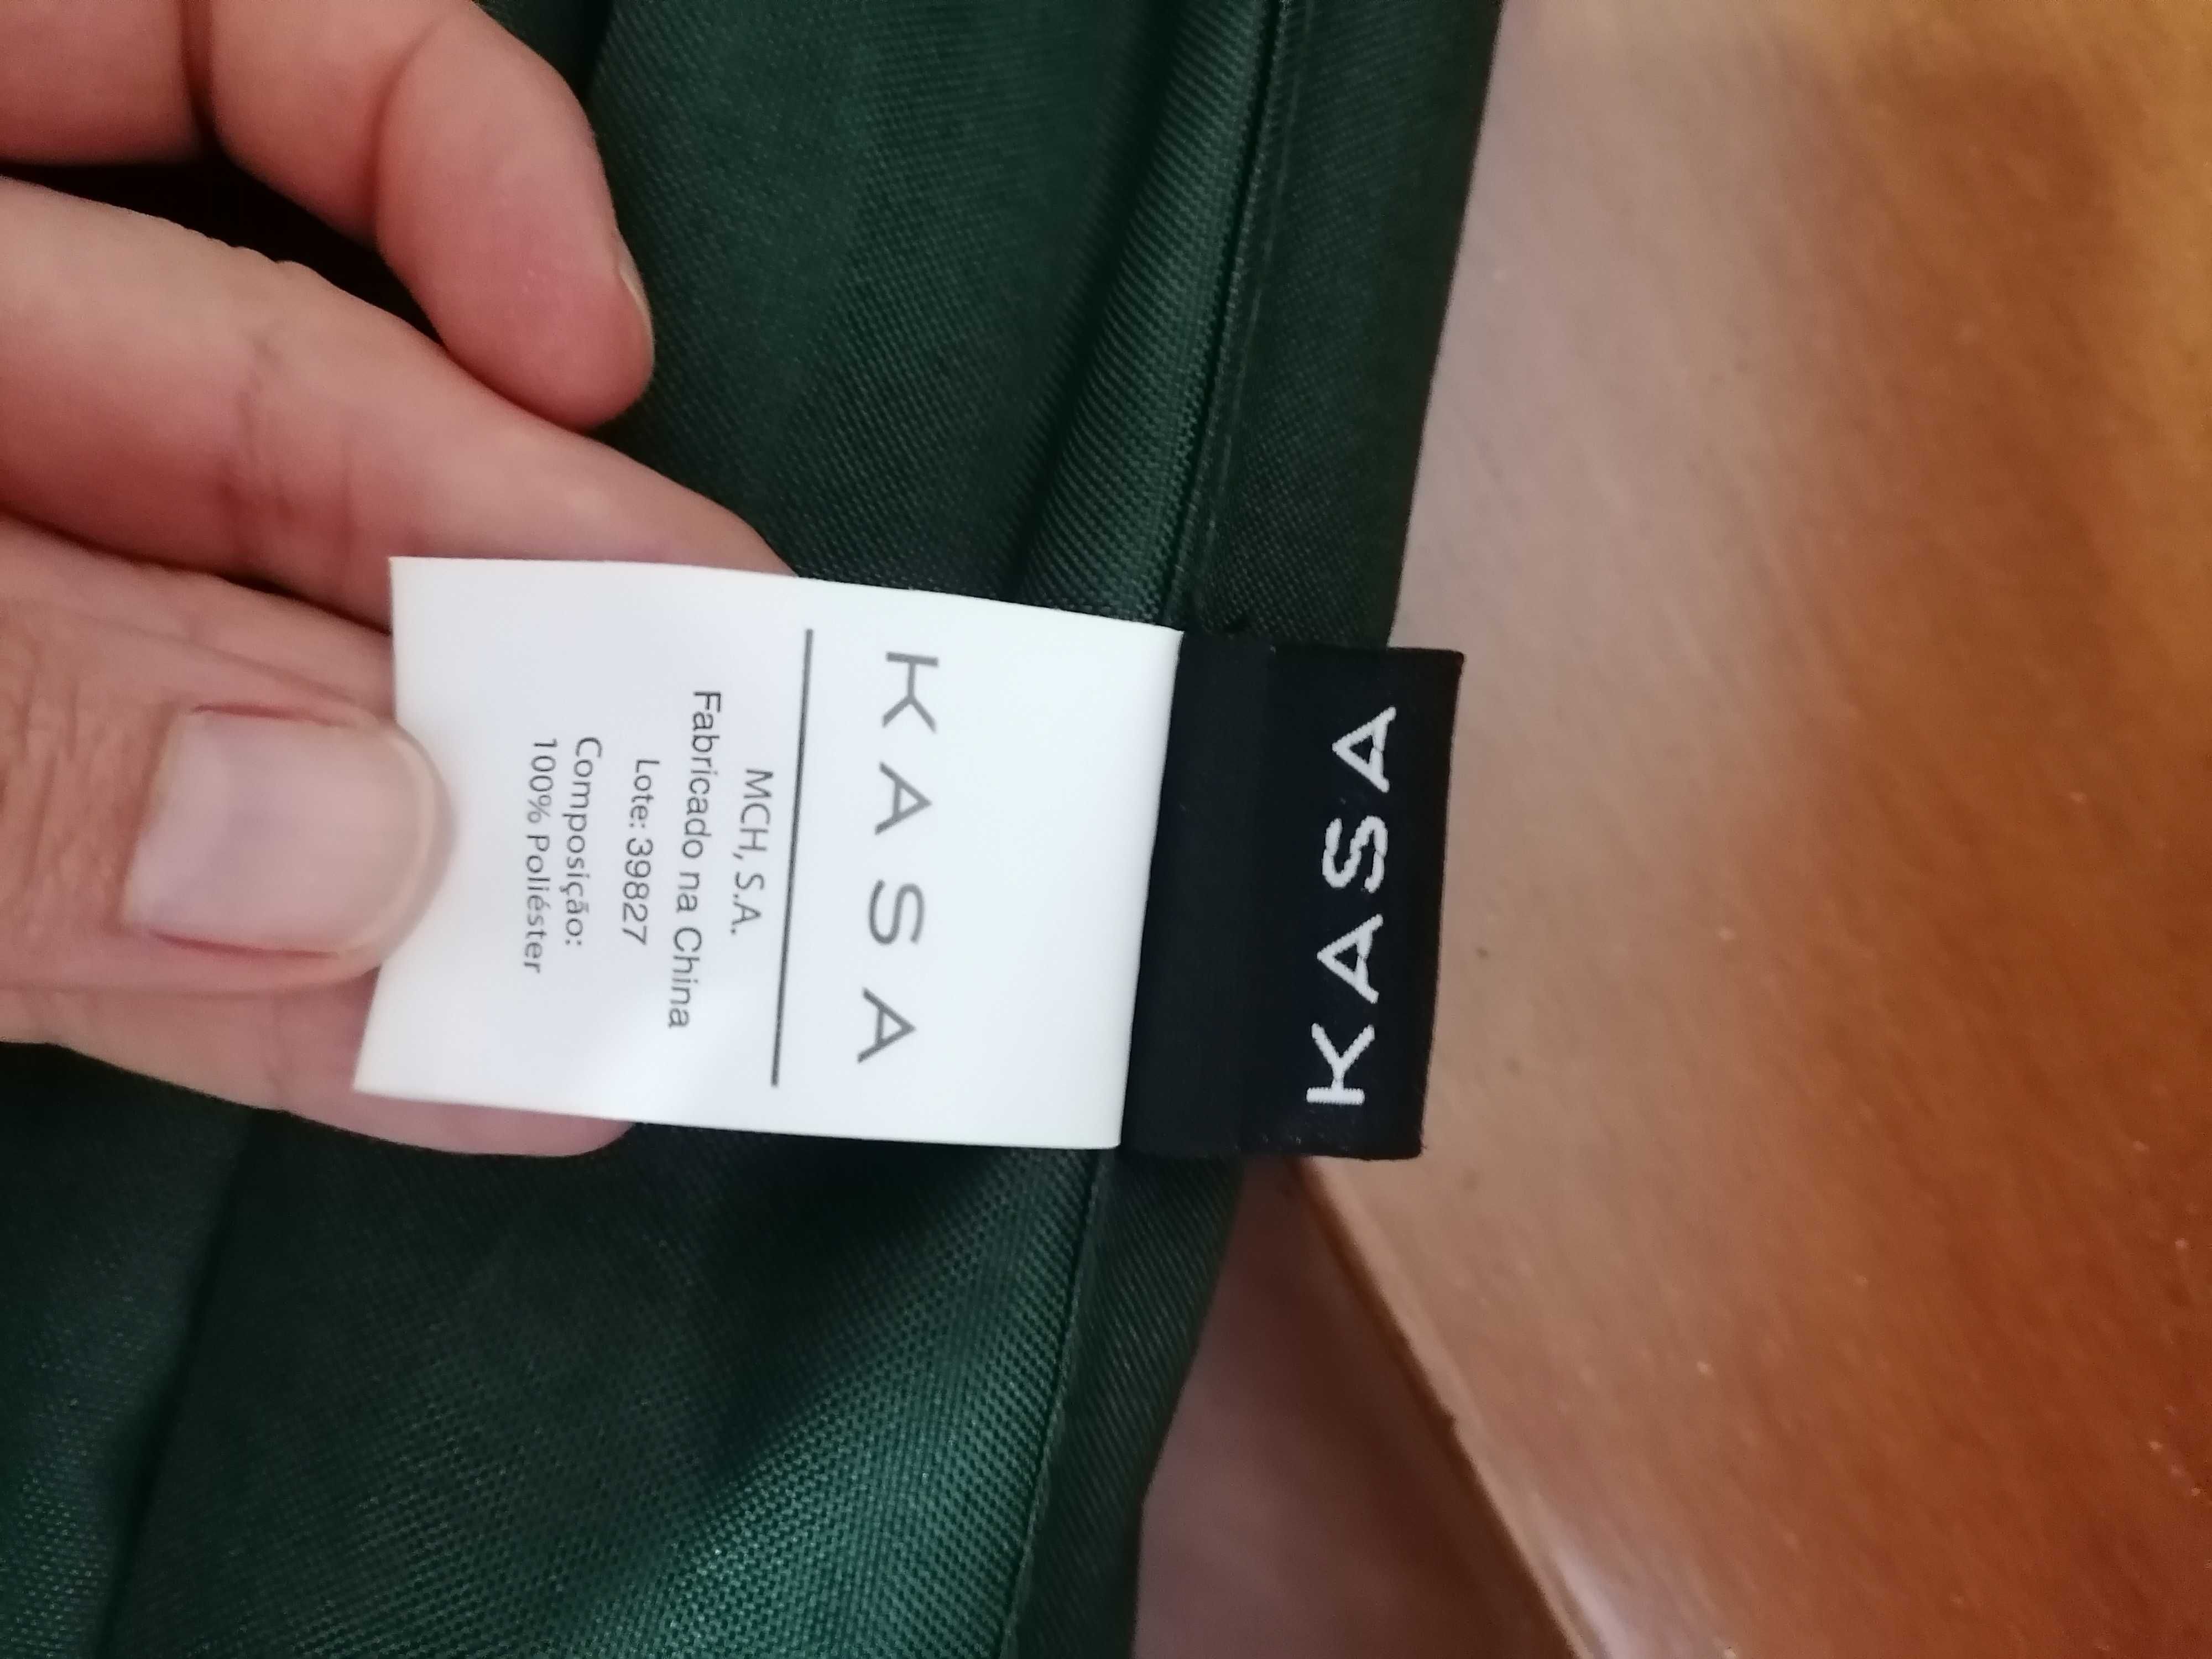 KASA
MCH, S.A.
Fabricado na China
Lote: 39827
Composição:
100% Poliéster
KASA